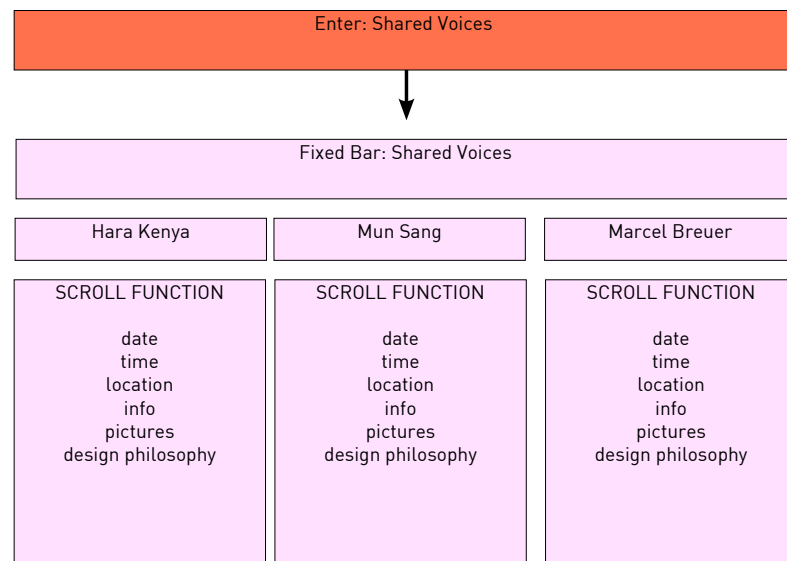 Enter: Shared Voices
Fixed Bar: Shared Voices
Hara Kenya
Mun Sang
Marcel Breuer
SCROLL FUNCTION
date
time
location
info
pictures
design philosophy
SCROLL FUNCTION
date
time
location
info
pictures
design philosophy
SCROLL FUNCTION
date
time
location
info
pictures
design philosophy